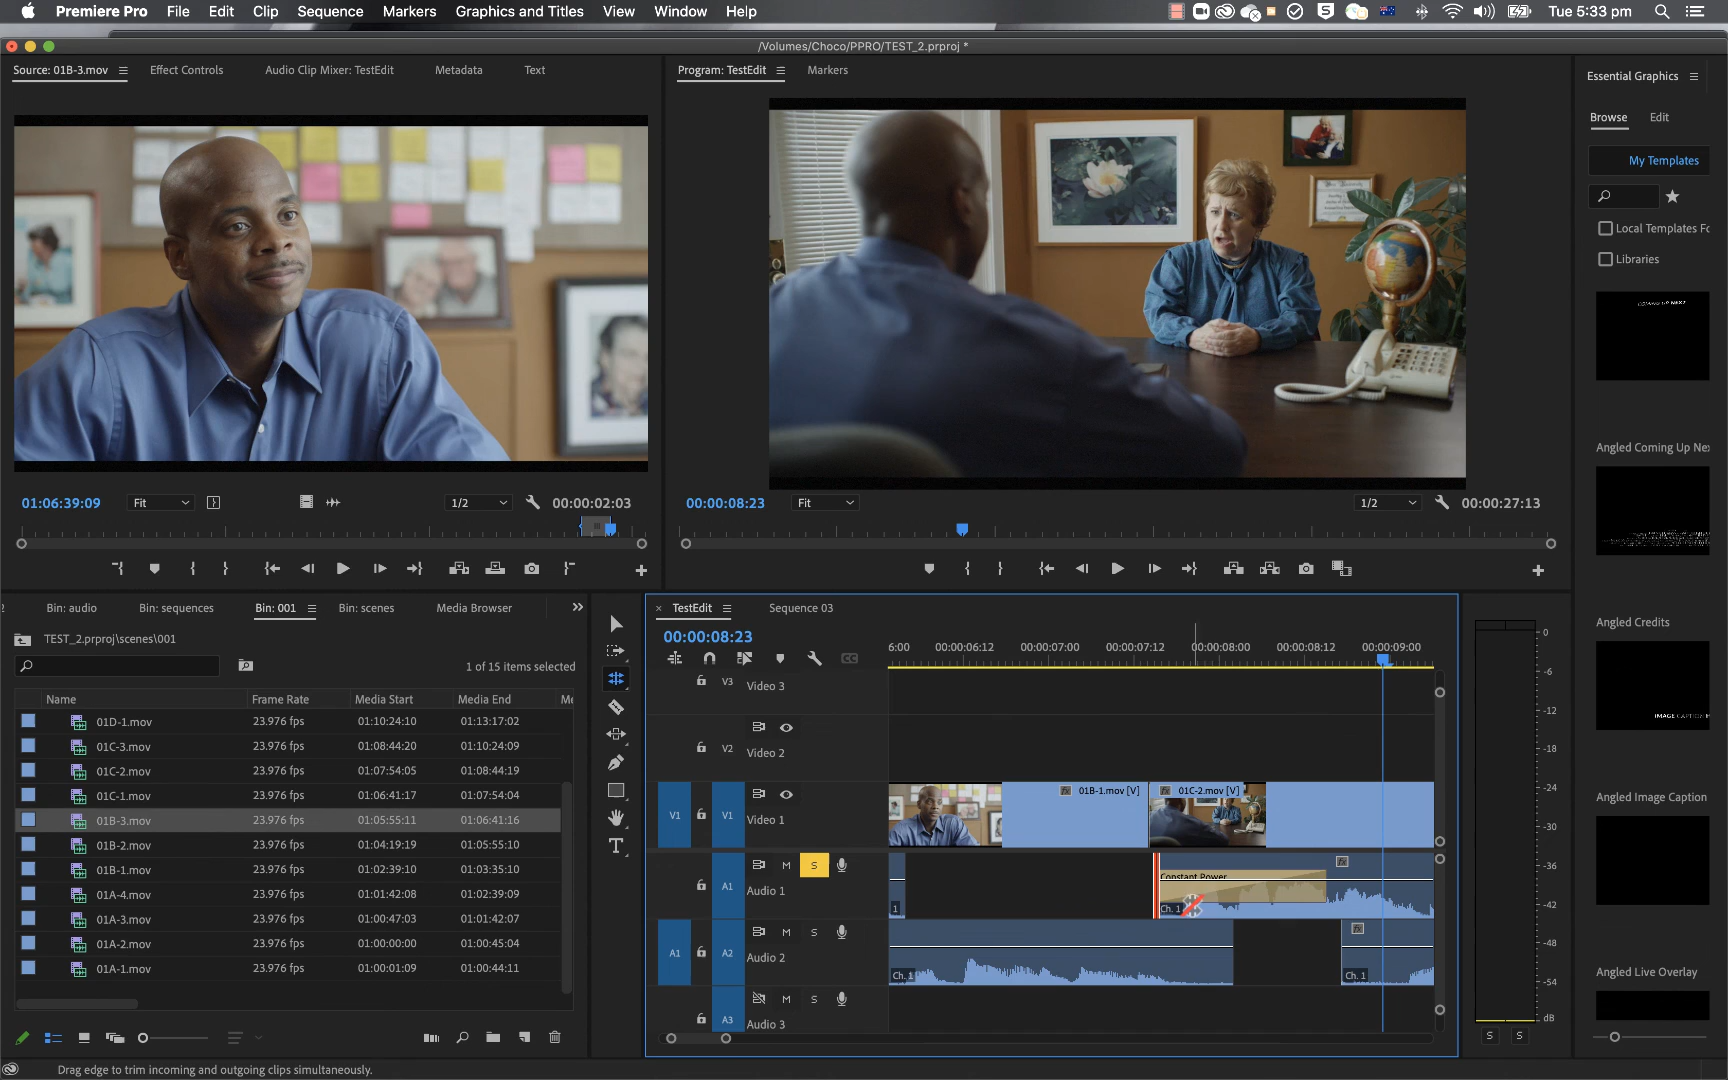 Premiere Pro File Edit Clip Sequence Markers Graphics and Titles View Window Help Tue 5:33 pm
/Volumes/Choco/PPRO/TEST_2.prproj *
Source: 01B-3.mov Effect Controls Audio Clip Mixer: TestEdit Metadata Text
Program: TestEdit Markers
Essential Graphics
Browse Edit
My Templates
Local Templates Fo
Libraries
COMING UP NEXT
Angled Coming Up Nex
Angled Credits
IMAGE CAPTION
Angled Image Caption
Angled Live Overlay
01:06:39:09 Fit 1/2 00:00:02:03
00:00:08:23 Fit 1/2 00:00:27:13
Bin: audio Bin: sequences Bin: 001 Bin: scenes Media Browser
TEST_2.prproj\scenes\001
1 of 15 items selected
Name Frame Rate Media Start Media End Me
01D-1.mov 23.976 fps 01:10:24:10 01:13:17:02
01C-3.mov 23.976 fps 01:08:44:20 01:10:24:09
01C-2.mov 23.976 fps 01:07:54:05 01:08:44:19
01C-1.mov 23.976 fps 01:06:41:17 01:07:54:04
01B-3.mov 23.976 fps 01:05:55:11 01:06:41:16
01B-2.mov 23.976 fps 01:04:19:19 01:05:55:10
01B-1.mov 23.976 fps 01:02:39:10 01:03:35:10
01A-4.mov 23.976 fps 01:01:42:08 01:02:39:09
01A-3.mov 23.976 fps 01:00:47:03 01:01:42:07
01A-2.mov 23.976 fps 01:00:00:00 01:00:45:04
01A-1.mov 23.976 fps 01:00:01:09 01:00:44:11
TestEdit Sequence 03
00:00:08:23
6:00 00:00:06:12 00:00:07:00 00:00:07:12 00:00:08:00 00:00:08:12 00:00:09:00
V3 Video 3
V2 Video 2
V1 V1 Video 1
fx 01B-1.mov [V] fx 01C-2.mov [V]
A1 M S Audio 1
1 Constant Power Ch. 1 fx
A1 A2 M S Audio 2
Ch. 1 fx Ch. 1
A3 M S Audio 3
0
-6
-12
-18
-24
-30
-36
-42
-48
-54
dB
S S
Drag edge to trim incoming and outgoing clips simultaneously.